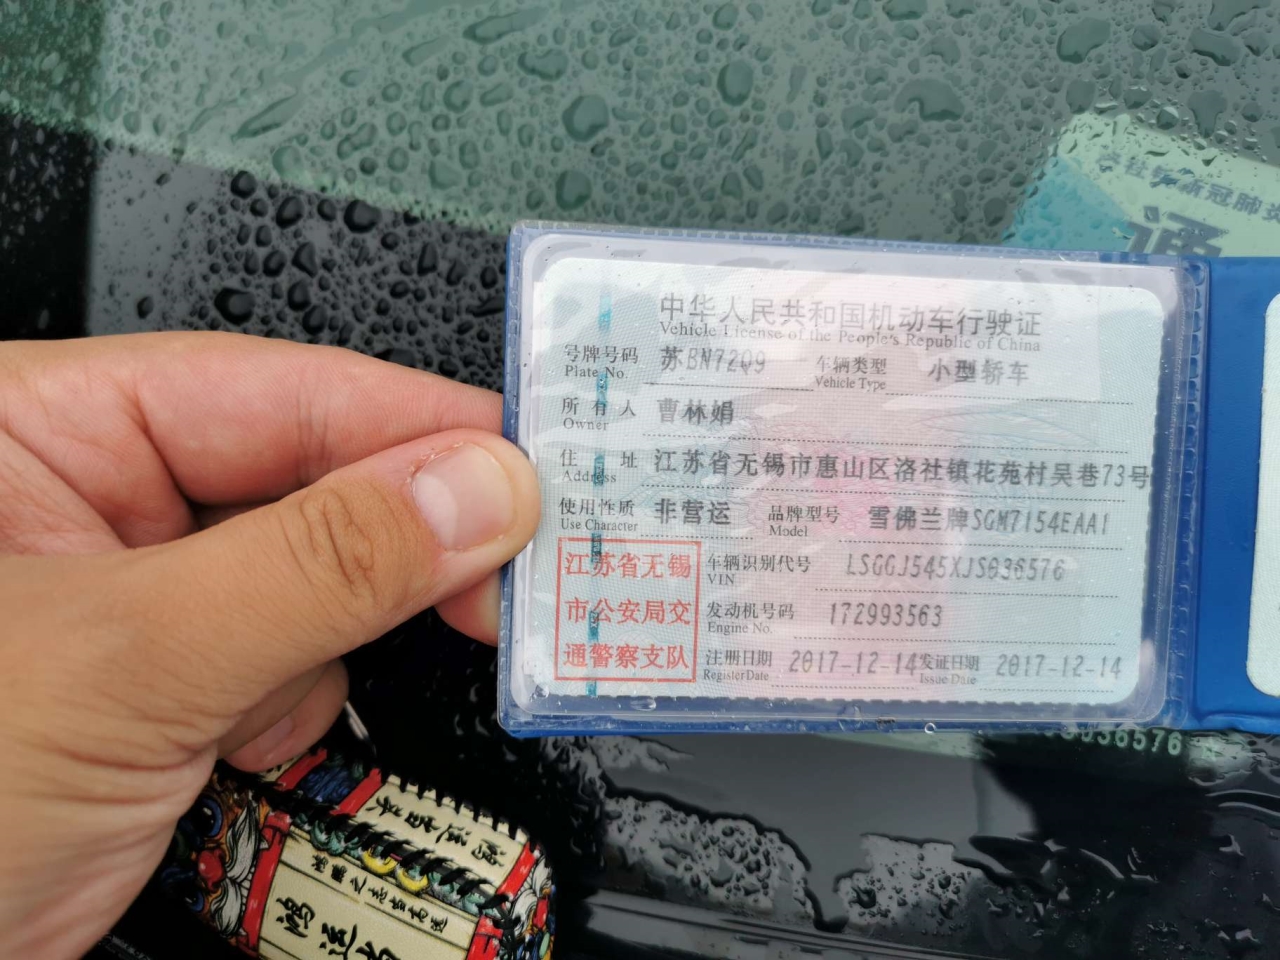 中华人民共和国机动车行驶证
Vehicle License of the People's Republic of China
号牌号码 苏BN72Q9 车辆类型 小型轿车
Plate No. Vehicle Type
所有人 曹林娟
Owner
住址 江苏省无锡市惠山区洛社镇花苑村吴巷73号
Address
使用性质 非营运 品牌型号 雪佛兰牌SGM7154EAA1
Use Character Model
江苏省无锡
市公安局交
通警察支队
车辆识别代号 LSGGJ545XJS036576
VIN
发动机号码 172993563
Engine No.
注册日期 2017-12-14 发证日期 2017-12-14
Register Date Issue Date
新冠肺炎
通
036576